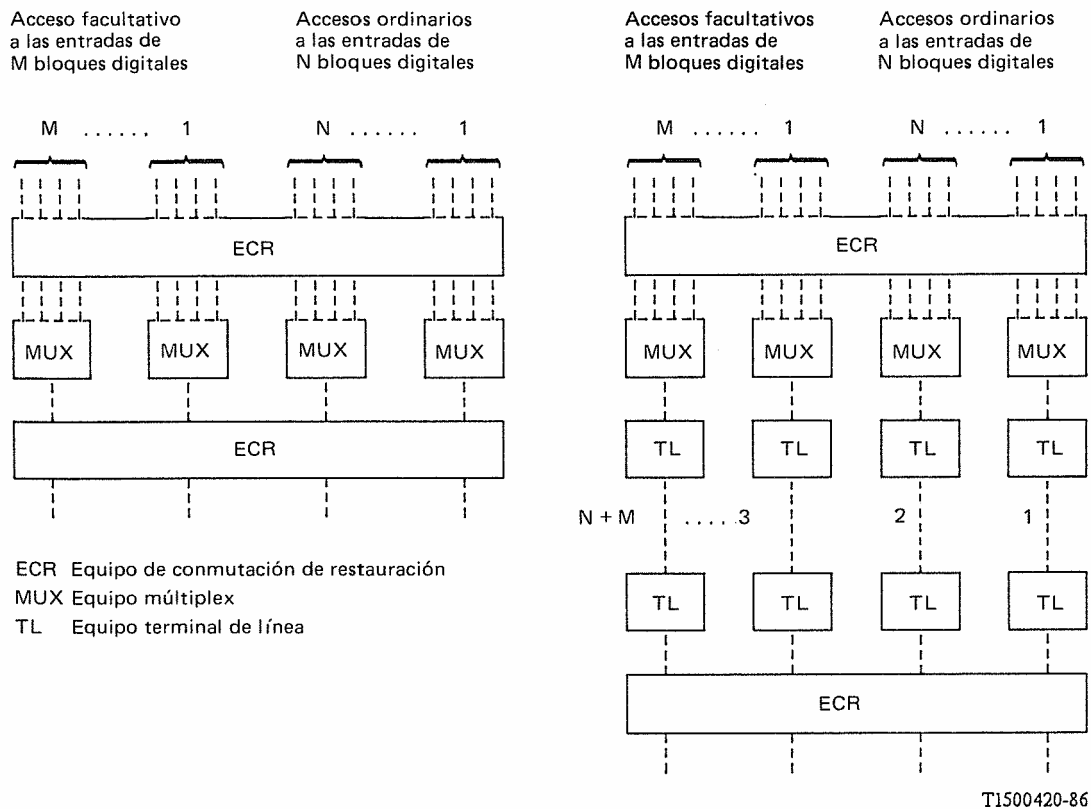 Acceso facultativo
a las entradas de
M bloques digitales
Accesos ordinarios
a las entradas de
N bloques digitales
M ...... 1 N ...... 1
ECR
MUX MUX MUX MUX
ECR
ECR Equipo de conmutación de restauración
MUX Equipo múltiplex
TL Equipo terminal de línea
Accesos facultativos
a las entradas de
M bloques digitales
Accesos ordinarios
a las entradas de
N bloques digitales
M ...... 1 N ...... 1
ECR
MUX MUX MUX MUX
TL TL TL TL
N + M .....3 2 1
TL TL TL TL
ECR
T1500420-86